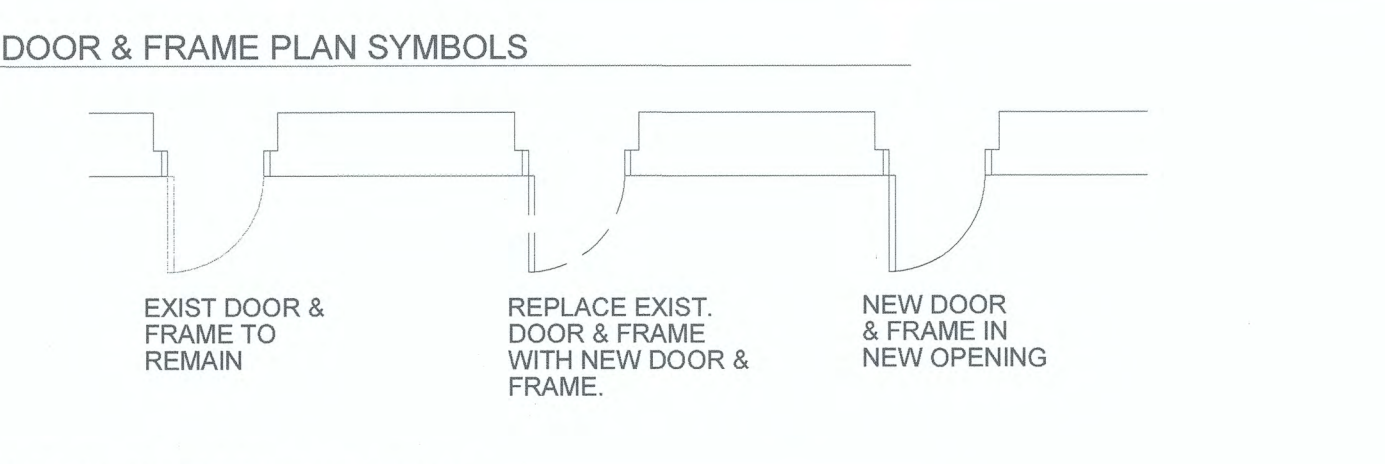 DOOR & FRAME PLAN SYMBOLS
EXIST DOOR &
FRAME TO
REMAIN
REPLACE EXIST.
DOOR & FRAME
WITH NEW DOOR &
FRAME.
NEW DOOR
& FRAME IN
NEW OPENING